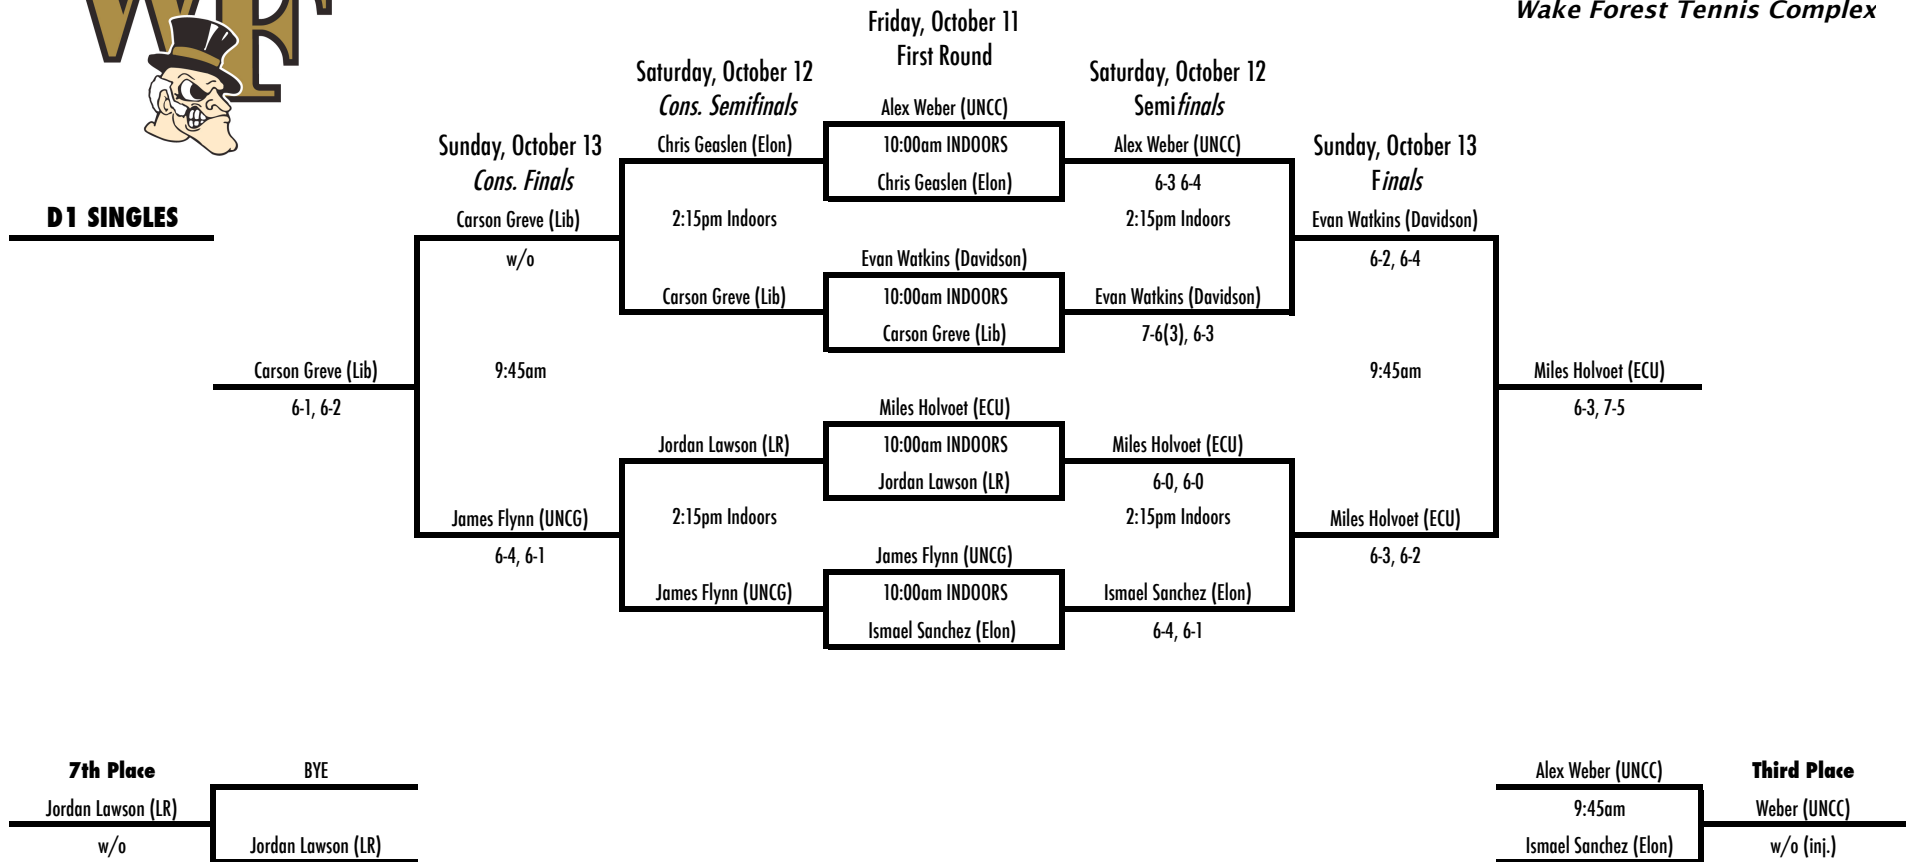 WF
Wake Forest Tennis Complex
Friday, October 11
First Round
Saturday, October 12
Cons. Semifinals
Saturday, October 12
Semifinals
Alex Weber (UNCC)
Sunday, October 13
Cons. Finals
Chris Geaslen (Elon)
10:00am INDOORS
Alex Weber (UNCC)
Sunday, October 13
Finals
Chris Geaslen (Elon)
6-3 6-4
D1 SINGLES
Carson Greve (Lib)
2:15pm Indoors
2:15pm Indoors
Evan Watkins (Davidson)
w/o
Evan Watkins (Davidson)
6-2, 6-4
Carson Greve (Lib)
10:00am INDOORS
Evan Watkins (Davidson)
Carson Greve (Lib)
7-6(3), 6-3
Carson Greve (Lib)
9:45am
9:45am
Miles Holvoet (ECU)
6-1, 6-2
Miles Holvoet (ECU)
6-3, 7-5
Jordan Lawson (LR)
10:00am INDOORS
Miles Holvoet (ECU)
Jordan Lawson (LR)
6-0, 6-0
James Flynn (UNCG)
2:15pm Indoors
2:15pm Indoors
Miles Holvoet (ECU)
6-4, 6-1
James Flynn (UNCG)
6-3, 6-2
James Flynn (UNCG)
10:00am INDOORS
Ismael Sanchez (Elon)
Ismael Sanchez (Elon)
6-4, 6-1
7th Place
BYE
Alex Weber (UNCC)
Third Place
Jordan Lawson (LR)
9:45am
Weber (UNCC)
w/o
Jordan Lawson (LR)
Ismael Sanchez (Elon)
w/o (inj.)